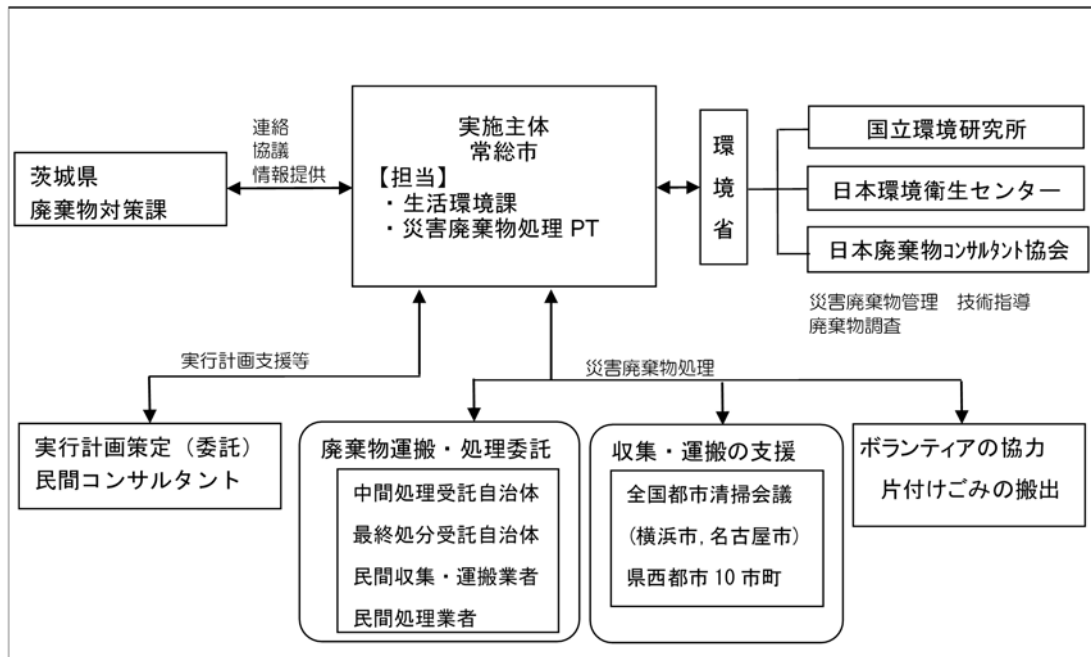 連絡
協議
情報提供
茨城県
廃棄物対策課
実施主体
常総市
【担当】
・生活環境課
・災害廃棄物処理 PT
環境省
国立環境研究所
日本環境衛生センター
日本廃棄物ｺﾝｻﾙﾀﾝﾄ協会
災害廃棄物管理　技術指導
廃棄物調査
実行計画支援等
災害廃棄物処理
実行計画策定（委託）
民間コンサルタント
廃棄物運搬・処理委託
中間処理受託自治体
最終処分受託自治体
民間収集・運搬業者
民間処理業者
収集・運搬の支援
全国都市清掃会議
(横浜市,名古屋市)
県西都市 10 市町
ボランティアの協力
片付けごみの搬出